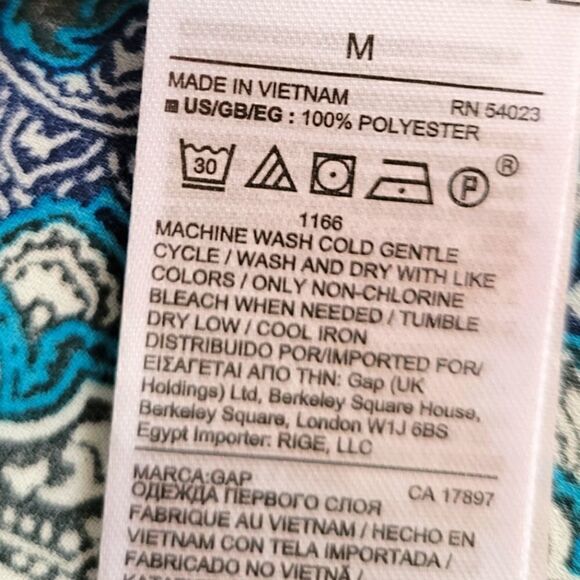 M
MADE IN VIETNAM RN 54023
US/GB/EG : 100% POLYESTER
30 P ®
1166
MACHINE WASH COLD GENTLE
CYCLE / WASH AND DRY WITH LIKE
COLORS / ONLY NON-CHLORINE
BLEACH WHEN NEEDED / TUMBLE
DRY LOW / COOL IRON
DISTRIBUIDO POR/IMPORTED FOR/
ΕΙΣΑΓΕΤΑΙ ΑΠΟ ΤΗΝ: Gap (UK
Holdings) Ltd, Berkeley Square House,
Berkeley Square, London W1J 6BS
Egypt Importer: RIGE, LLC
MARCA:GAP CA 17897
ОДЕЖДА ПЕРВОГО СЛОЯ
FABRIQUE AU VIETNAM / HECHO EN
VIETNAM CON TELA IMPORTADA /
FABRICADO NO VIETNÃ /